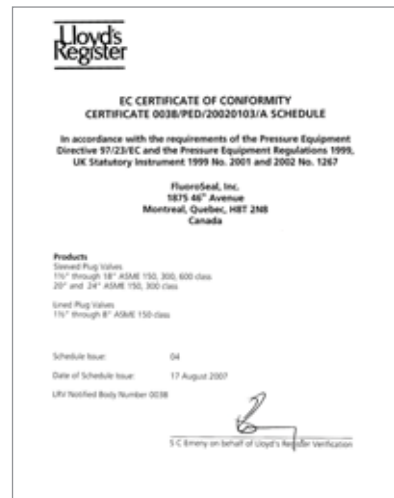 Lloyd's
Register
EC CERTIFICATE OF CONFORMITY
CERTIFICATE 0038/PED/20020103/A SCHEDULE
In accordance with the requirements of the Pressure Equipment
Directive 97/23/EC and the Pressure Equipment Regulations 1999,
UK Statutory Instrument 1999 No. 2001 and 2002 No. 1267
FluoroSeal, Inc.
1875 46th Avenue
Montreal, Quebec, H8T 2N8
Canada
Products
Sleeved Plug Valves
1½" through 18" ASME 150, 300, 600 class
20" and 24" ASME 150, 300 class
Lined Plug Valves
1½" through 8" ASME 150 class
Schedule Issue: 04
Date of Schedule Issue: 17 August 2007
LRV Notified Body Number 0038
S C Emeny on behalf of Lloyd's Register Verification